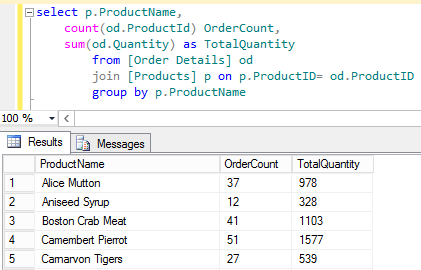 select p.ProductName,
count(od.ProductId) OrderCount,
sum(od.Quantity) as TotalQuantity
from [Order Details] od
join [Products] p on p.ProductID= od.ProductID
group by p.ProductName
100 %
Results Messages
ProductName OrderCount TotalQuantity
1 Alice Mutton 37 978
2 Aniseed Syrup 12 328
3 Boston Crab Meat 41 1103
4 Camembert Pierrot 51 1577
5 Carnarvon Tigers 27 539